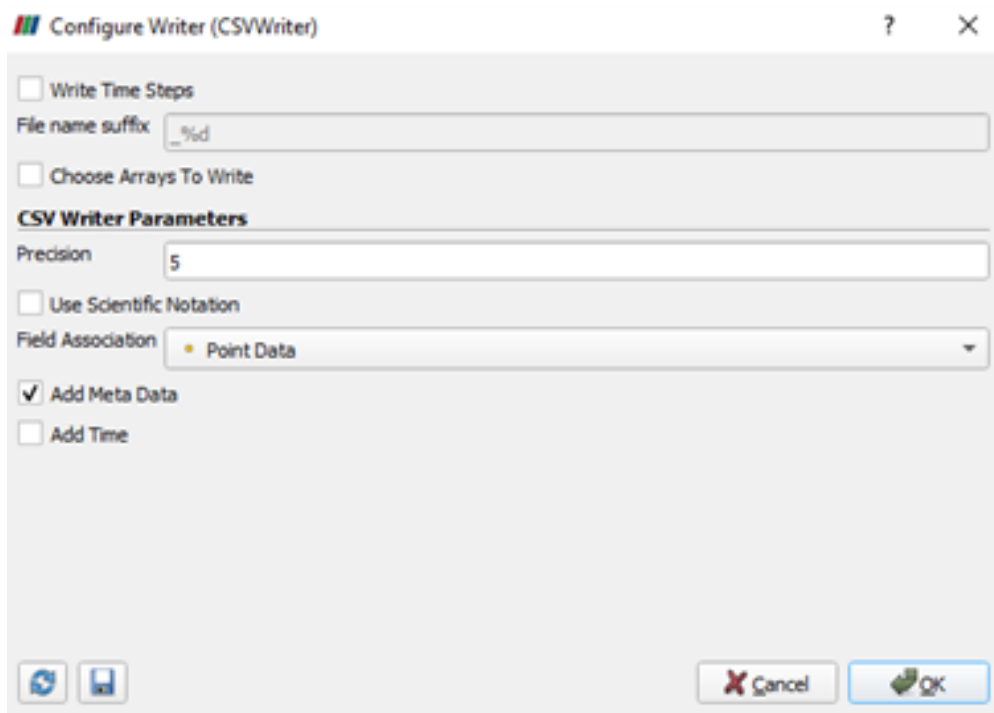 Configure Writer (CSVWriter)
?
Write Time Steps
File name suffix _%d
Choose Arrays To Write
CSV Writer Parameters
Precision 5
Use Scientific Notation
Field Association Point Data
Add Meta Data
Add Time
Cancel OK